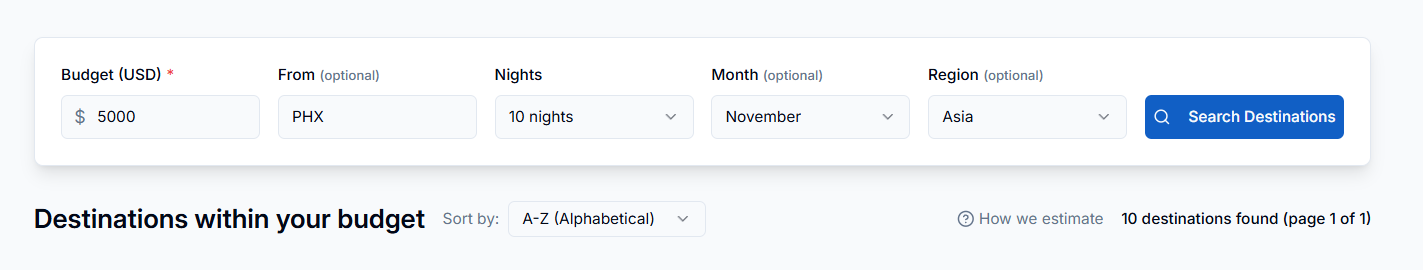 Budget (USD) * From (optional) Nights Month (optional) Region (optional)
$ 5000 PHX 10 nights November Asia Search Destinations
Destinations within your budget Sort by: A-Z (Alphabetical) How we estimate 10 destinations found (page 1 of 1)